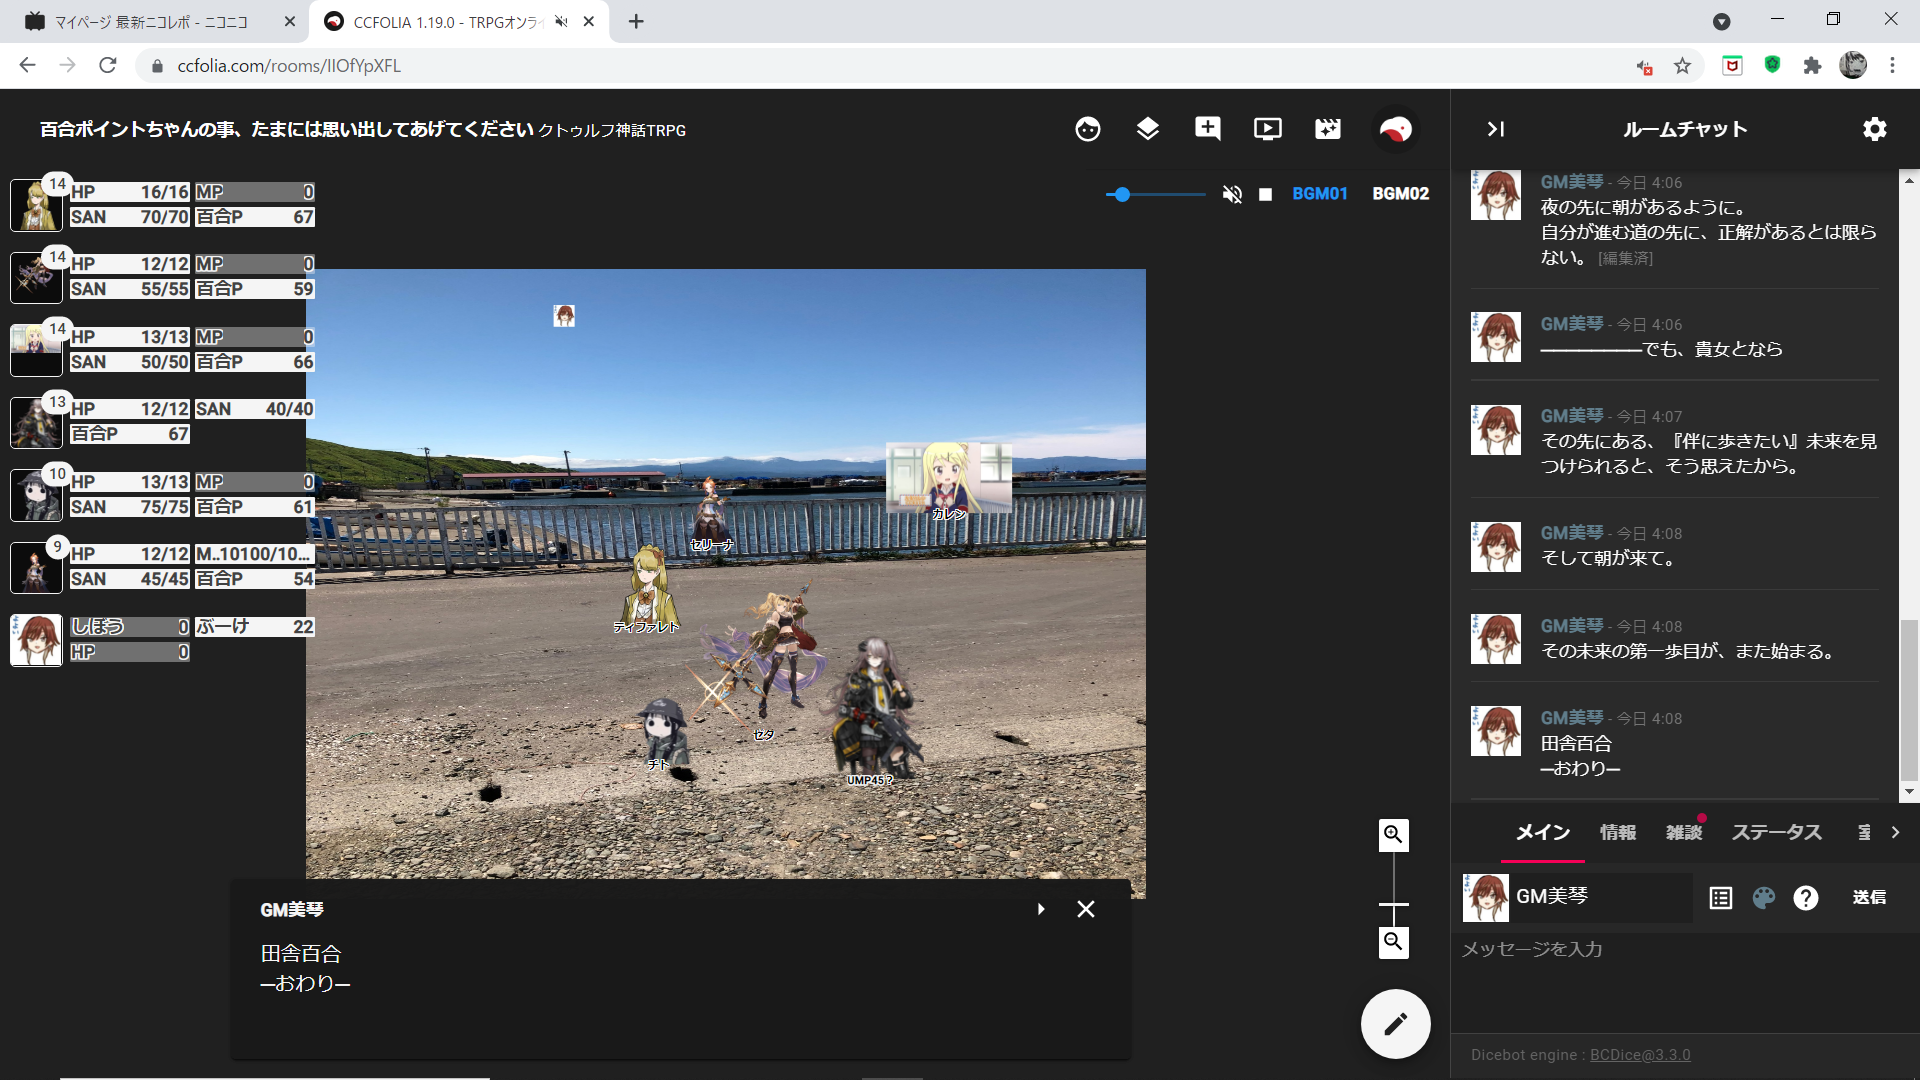 マイページ 最新ニコレポ - ニコニコ
CCFOLIA 1.19.0 - TRPGオンライ
ccfolia.com/rooms/IIOfYpXFL
百合ポイントちゃんの事、たまには思い出してあげてください クトゥルフ神話TRPG
BGM01 BGM02
14 HP 16/16 MP 0
SAN 70/70 百合P 67
14 HP 12/12 MP 0
SAN 55/55 百合P 59
14 HP 13/13 MP 0
SAN 50/50 百合P 66
13 HP 12/12 SAN 40/40
百合P 67
10 HP 13/13 MP 0
SAN 75/75 百合P 61
9 HP 12/12 M..10100/10...
SAN 45/45 百合P 54
しぼう 0 ぶーけ 22
HP 0
カレン
セリーナ
ティファレト
セタ
チト
UMP45？
GM美琴
田舎百合
ーおわりー
ルームチャット
GM美琴 - 今日 4:06
夜の先に朝があるように。
自分が進む道の先に、正解があるとは限ら
ない。 [編集済]
GM美琴 - 今日 4:06
――――――でも、貴女となら
GM美琴 - 今日 4:07
その先にある、『伴に歩きたい』未来を見
つけられると、そう思えたから。
GM美琴 - 今日 4:08
そして朝が来て。
GM美琴 - 今日 4:08
その未来の第一歩目が、また始まる。
GM美琴 - 今日 4:08
田舎百合
ーおわりー
メイン 情報 雑談 ステータス
GM美琴 送信
メッセージを入力
Dicebot engine : BCDice@3.3.0